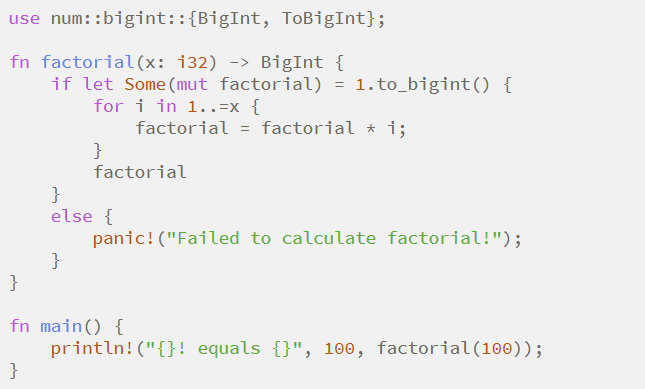 use num::bigint::{BigInt, ToBigInt};

fn factorial(x: i32) -> BigInt {
    if let Some(mut factorial) = 1.to_bigint() {
        for i in 1..=x {
            factorial = factorial * i;
        }
        factorial
    }
    else {
        panic!("Failed to calculate factorial!");
    }
}

fn main() {
    println!("{}! equals {}", 100, factorial(100));
}